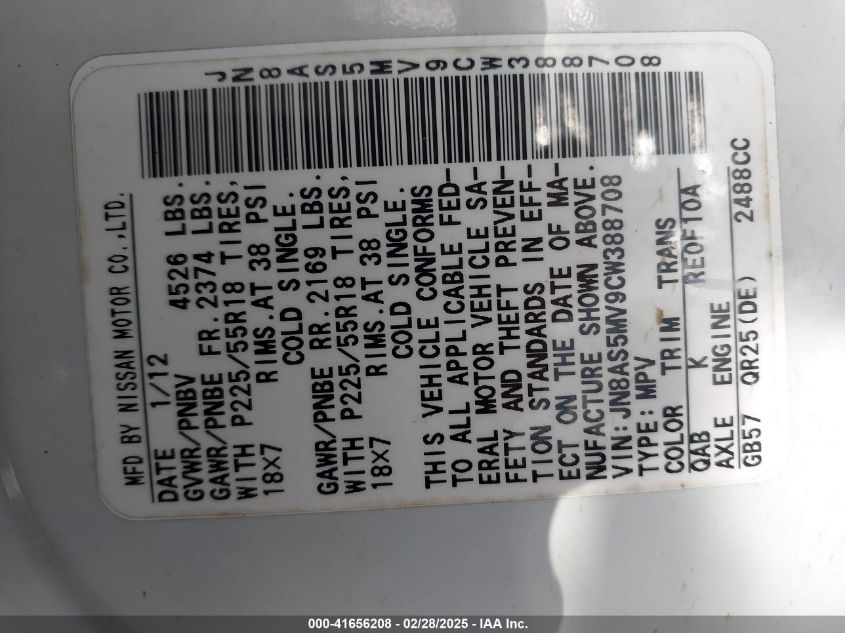 JN8AS5MV9CW388708
MFD BY NISSAN MOTOR CO.,LTD.
DATE 1/12
GVWR/PNBV 4526 LBS.
GAWR/PNBE FR. 2374 LBS.
WITH P225/55R18 TIRES,
18X7 RIMS. AT 38 PSI
COLD SINGLE.
GAWR/PNBE RR. 2169 LBS.
WITH P225/55R18 TIRES,
18X7 RIMS. AT 38 PSI
COLD SINGLE.
THIS VEHICLE CONFORMS
TO ALL APPLICABLE FED-
ERAL MOTOR VEHICLE SA-
FETY AND THEFT PREVEN-
TION STANDARDS IN EFF-
ECT ON THE DATE OF MA-
NUFACTURE SHOWN ABOVE.
VIN: JN8AS5MV9CW388708
TYPE: MPV
COLOR TRIM TRANS
QAB K RE0F10A
AXLE ENGINE
GB57 QR25(DE) 2488CC
000-41656208 - 02/28/2025 - IAA Inc.